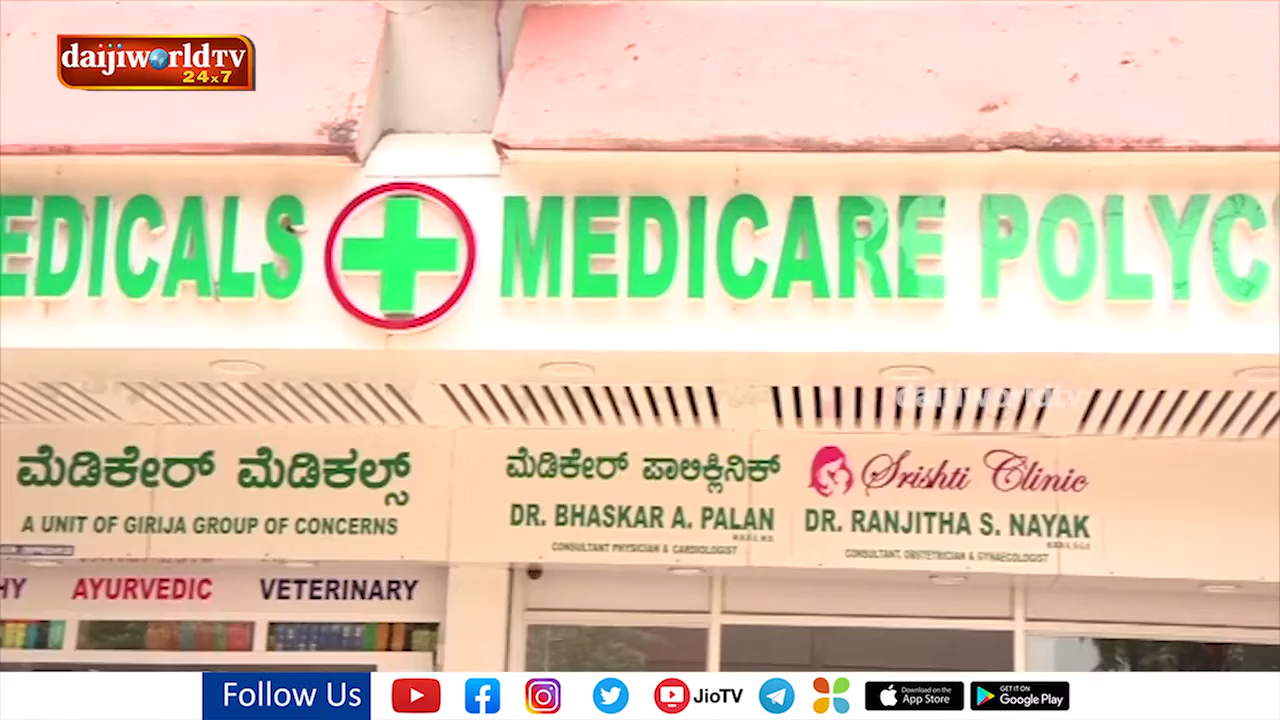 daijiworldTV
24x7
EDICALS MEDICARE POLYC
daijiworldtv
ಮೆಡಿಕೇರ್ ಮೆಡಿಕಲ್ಸ್
A UNIT OF GIRIJA GROUP OF CONCERNS
ಮೆಡಿಕೇರ್ ಪಾಲಿಕ್ಲಿನಿಕ್
DR. BHASKAR A. PALAN
CONSULTANT PHYSICIAN & CARDIOLOGIST
Srishti Clinic
DR. RANJITHA S. NAYAK
CONSULTANT, OBSTETRICIAN & GYNAECOLOGIST
HY AYURVEDIC VETERINARY
Follow Us JioTV Download on the App Store GET IT ON Google Play